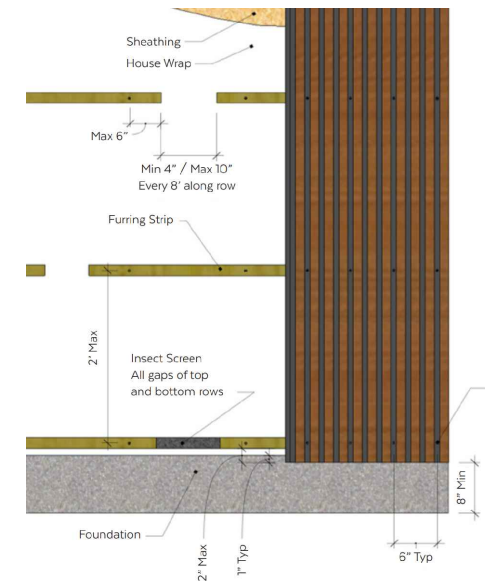 Sheathing
House Wrap
Max 6"
Min 4" / Max 10"
Every 8' along row
Furring Strip
2' Max
Insect Screen
All gaps of top
and bottom rows
8" Min
Foundation
2" Max
1" Typ
6" Typ